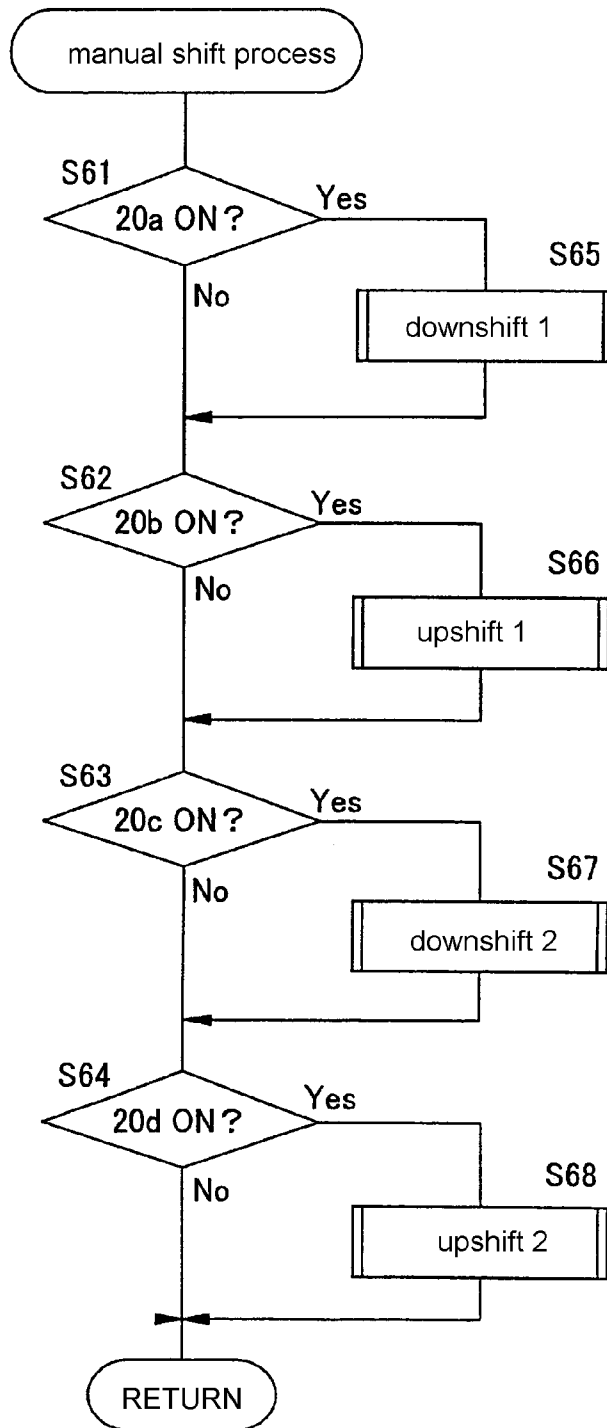 manual shift process
S61
20a ON?
Yes
No
S65
downshift 1
S62
20b ON?
Yes
No
S66
upshift 1
S63
20c ON?
Yes
No
S67
downshift 2
S64
20d ON?
Yes
No
S68
upshift 2
RETURN